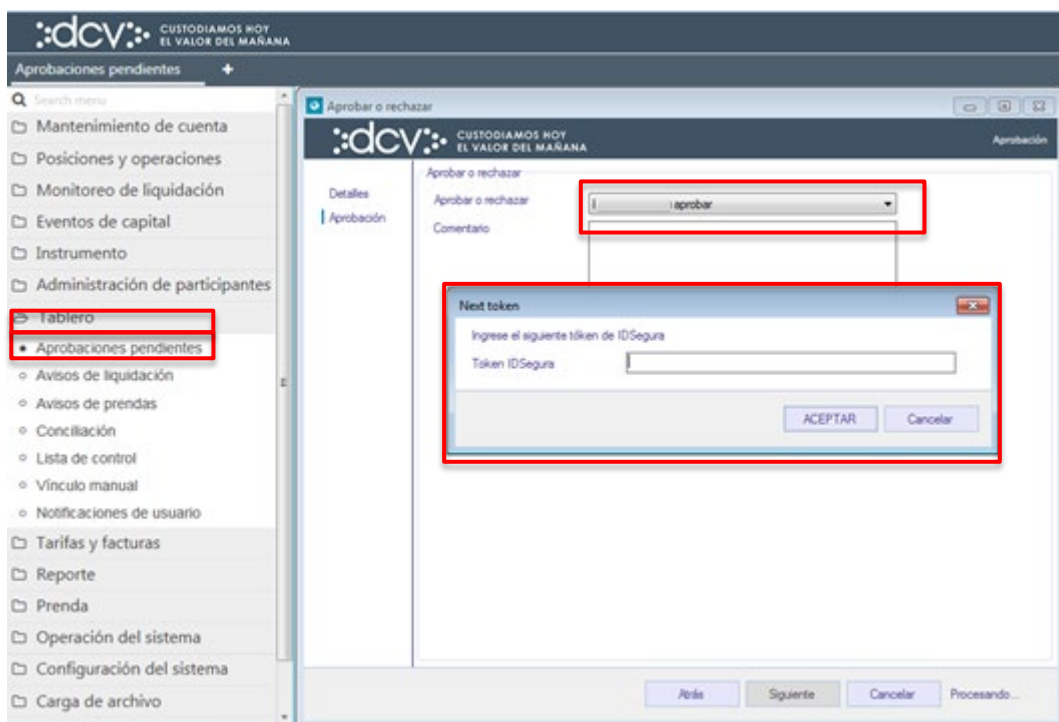 :dcv: CUSTODIAMOS HOY
EL VALOR DEL MAÑANA
Aprobaciones pendientes +
Search menu
Mantenimiento de cuenta
Posiciones y operaciones
Monitoreo de liquidación
Eventos de capital
Instrumento
Administración de participantes
Tablero
Aprobaciones pendientes
Avisos de liquidación
Avisos de prendas
Conciliación
Lista de control
Vínculo manual
Notificaciones de usuario
Tarifas y facturas
Reporte
Prenda
Operación del sistema
Configuración del sistema
Carga de archivo
Aprobar o rechazar
:dcv: CUSTODIAMOS HOY
EL VALOR DEL MAÑANA
Aprobación
Detalles
Aprobación
Aprobar o rechazar
Aprobar o rechazar
aprobar
Comentario
Next token
Ingrese el siguiente tóken de IDSegura
Token IDSegura
ACEPTAR Cancelar
Atrás Siguiente Cancelar Procesando...